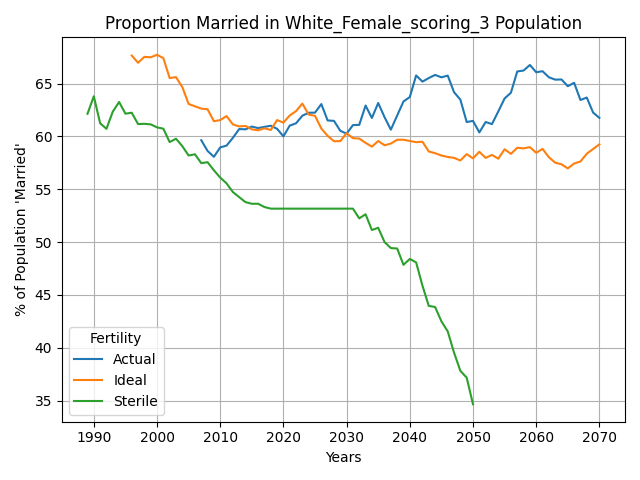 Proportion Married in White_Female_scoring_3 Population
% of Population 'Married'
65
60
55
50
45
40
35
Fertility
Actual
Ideal
Sterile
1990 2000 2010 2020 2030 2040 2050 2060 2070
Years